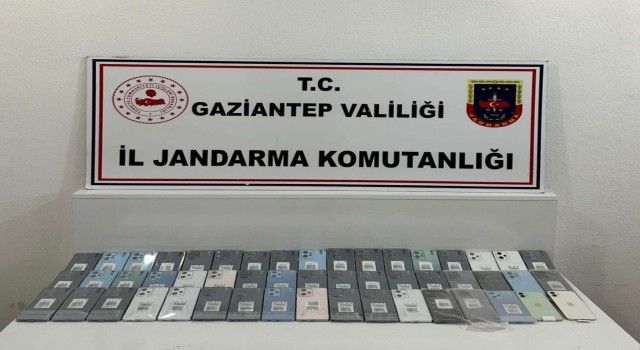 T.C.
GAZİANTEP VALİLİĞİ
İL JANDARMA KOMUTANLIĞI